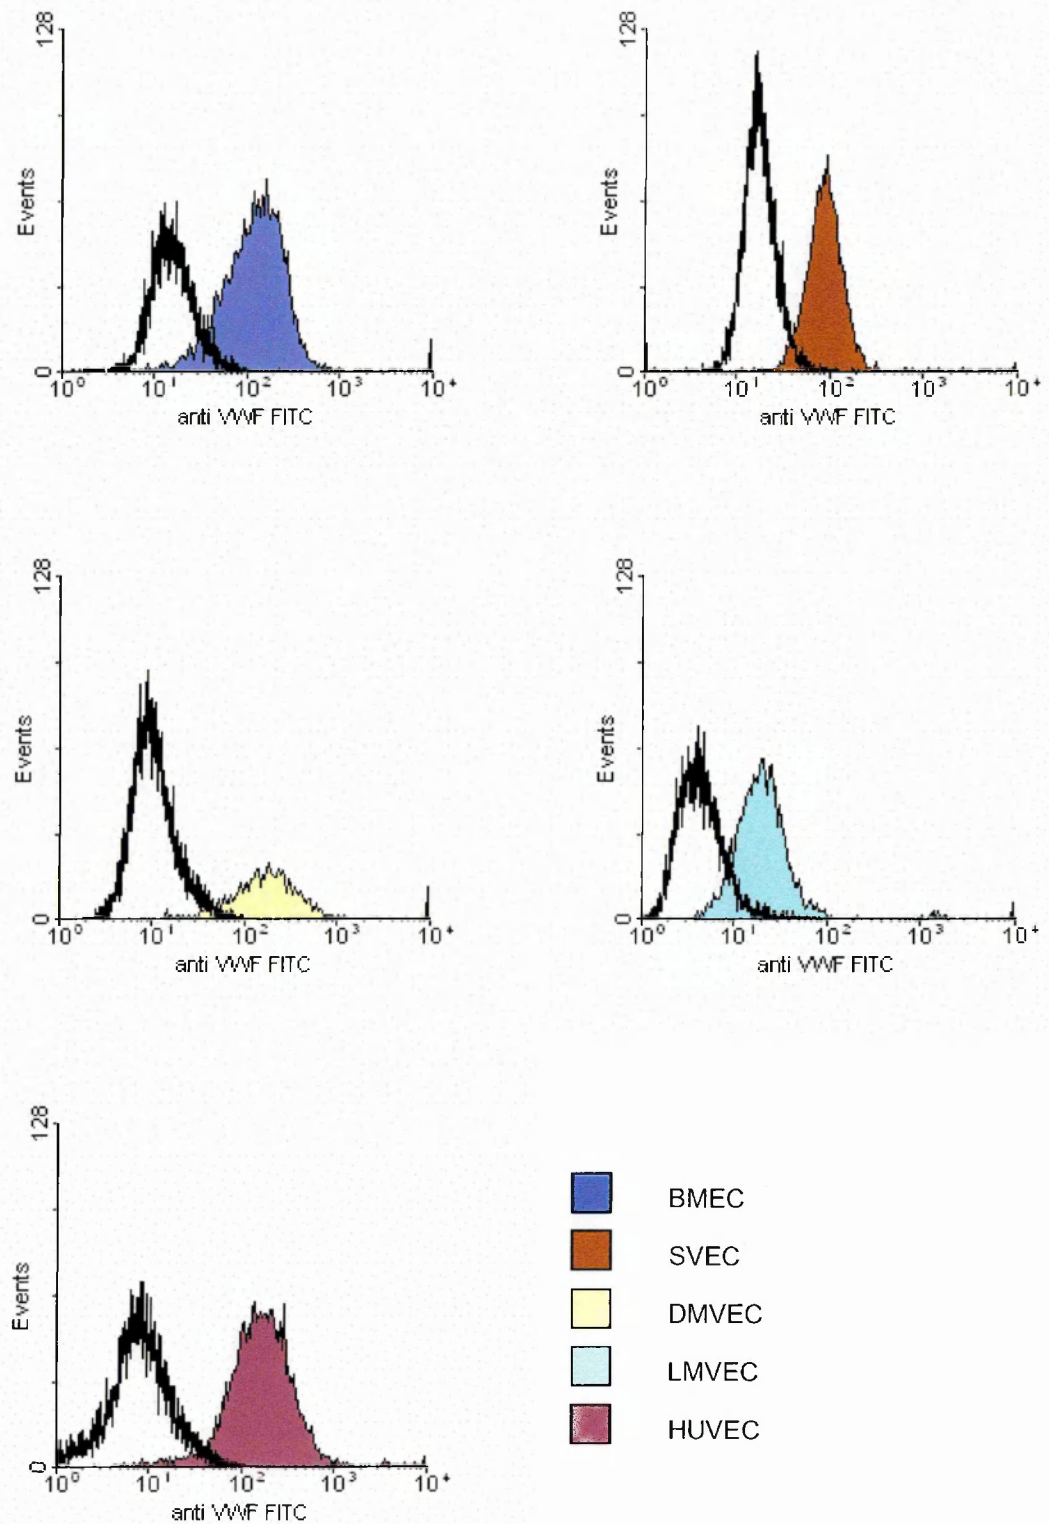 128
Events
0
10⁰ 10¹ 10² 10³ 10⁴
anti VWF FITC
128
Events
0
10⁰ 10¹ 10² 10³ 10⁴
anti VWF FITC
128
Events
0
10⁰ 10¹ 10² 10³ 10⁴
anti VWF FITC
128
Events
0
10⁰ 10¹ 10² 10³ 10⁴
anti VWF FITC
128
Events
0
10⁰ 10¹ 10² 10³ 10⁴
anti VWF FITC
BMEC
SVEC
DMVEC
LMVEC
HUVEC